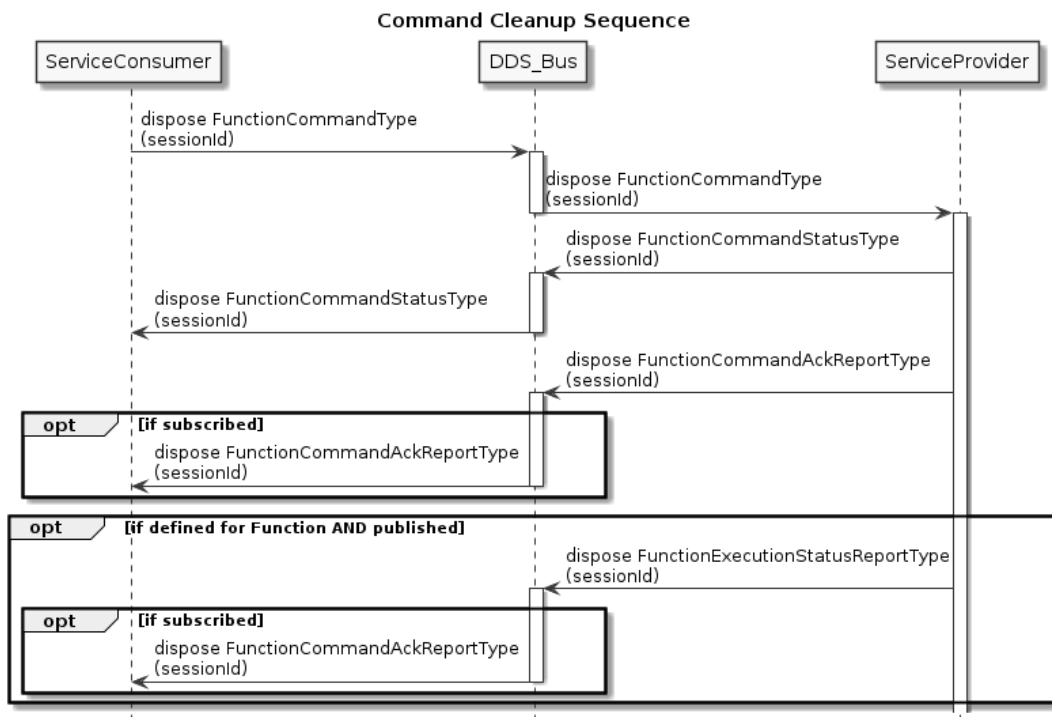 Command Cleanup Sequence
ServiceConsumer
DDS_Bus
ServiceProvider
dispose FunctionCommandType
(sessionId)
dispose FunctionCommandType
(sessionId)
dispose FunctionCommandStatusType
(sessionId)
dispose FunctionCommandStatusType
(sessionId)
dispose FunctionCommandAckReportType
(sessionId)
opt
[if subscribed]
dispose FunctionCommandAckReportType
(sessionId)
opt
[if defined for Function AND published]
dispose FunctionExecutionStatusReportType
(sessionId)
opt
[if subscribed]
dispose FunctionCommandAckReportType
(sessionId)